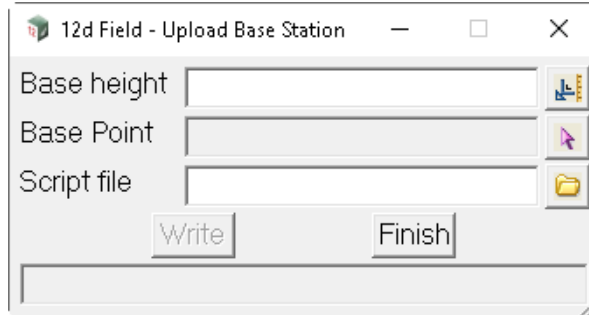 12d Field - Upload Base Station
Base height
Base Point
Script file
Write Finish